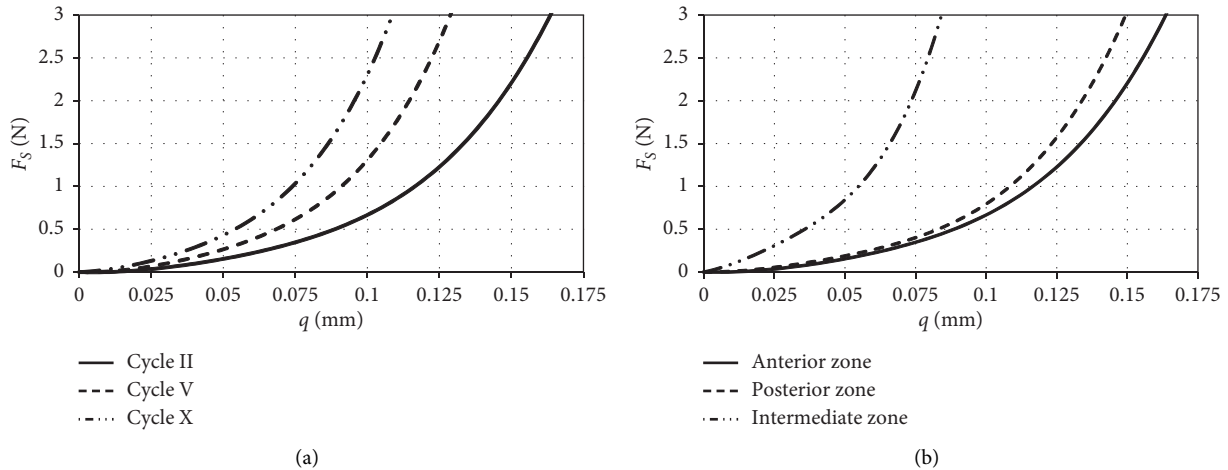 3
2.5
2
1.5
1
0.5
0
F_S (N)
0 0.025 0.05 0.075 0.1 0.125 0.15 0.175
q (mm)
Cycle II
Cycle V
Cycle X
(a)
3
2.5
2
1.5
1
0.5
0
F_S (N)
0 0.025 0.05 0.075 0.1 0.125 0.15 0.175
q (mm)
Anterior zone
Posterior zone
Intermediate zone
(b)